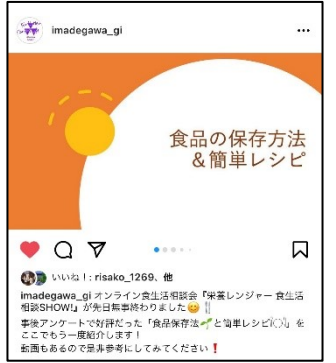 imadegawa_gi
食品の保存方法
＆簡単レシピ
いいね！: risako_1269、他
imadegawa_gi オンライン食生活相談会『栄養レンジャー 食生活
相談SHOW!』が先日無事終わりました😊🍴
事後アンケートで好評だった「食品保存法🌱と簡単レシピ🍽」を
ここでもう一度紹介します！
動画もあるので是非参考にしてみてください❗